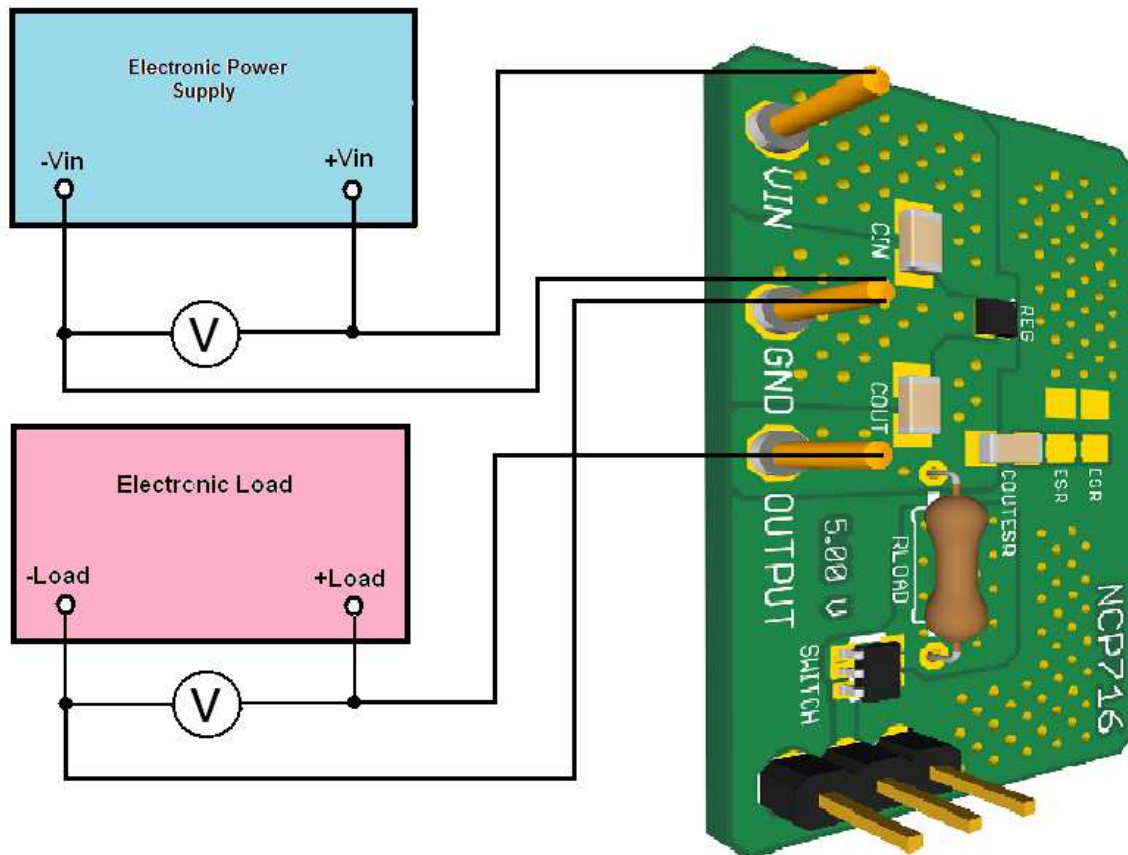 Electronic Power
Supply
-Vin
+Vin
V
Electronic Load
-Load
+Load
V
VIN
CIN
REG
GND
COUT
OUTPUT
COUTESR
ESR
ESR
5.00 V
RLOAD
SWITCH
NCP716